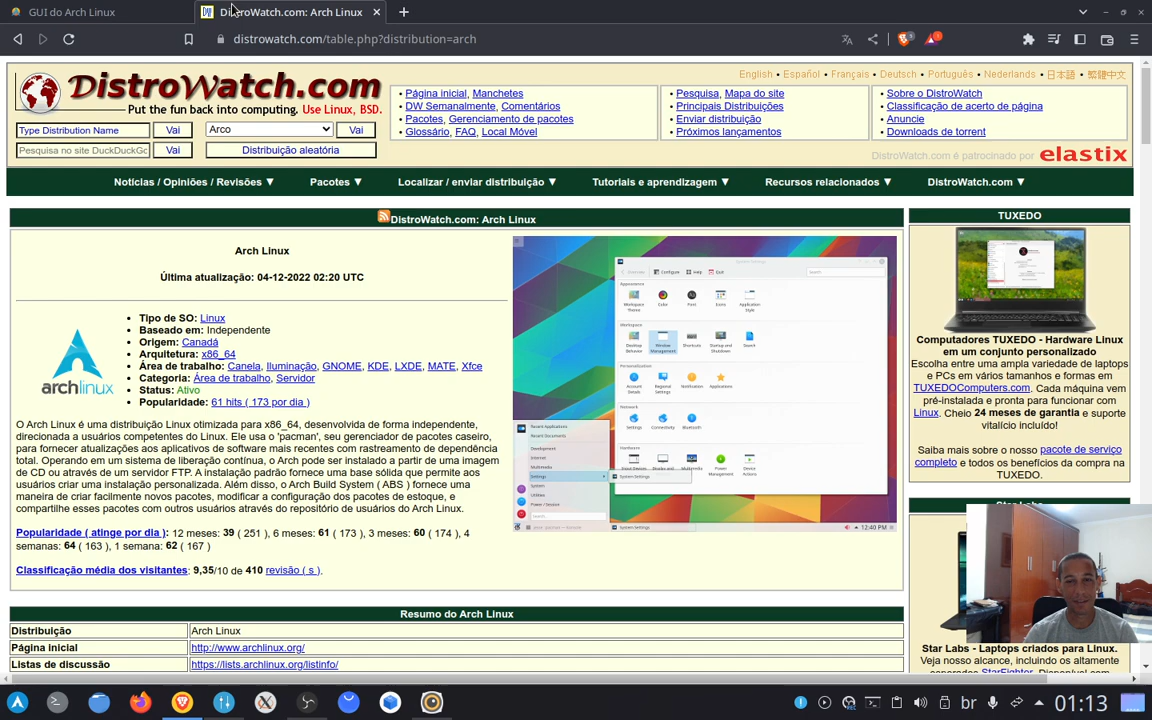 GUI do Arch Linux
DistroWatch.com: Arch Linux
distrowatch.com/table.php?distribution=arch
DistroWatch.com
Put the fun back into computing. Use Linux, BSD.
English • Español • Français • Deutsch • Português • Nederlands • 日本語 • 繁體中文
• Página inicial, Manchetes
• DW Semanalmente, Comentários
• Pacotes, Gerenciamento de pacotes
• Glossário, FAQ, Local Móvel
• Pesquisa, Mapa do site
• Principais Distribuições
• Enviar distribuição
• Próximos lançamentos
• Sobre o DistroWatch
• Classificação de acerto de página
• Anuncie
• Downloads de torrent
Type Distribution Name Vai Arco Vai
Pesquisa no site DuckDuckGo Vai Distribuição aleatória
DistroWatch.com é patrocinado por elastix
Notícias / Opiniões / Revisões ▼ Pacotes ▼ Localizar / enviar distribuição ▼ Tutoriais e aprendizagem ▼ Recursos relacionados ▼ DistroWatch.com ▼
DistroWatch.com: Arch Linux
Arch Linux
Última atualização: 04-12-2022 02:20 UTC
archlinux
• Tipo de SO: Linux
• Baseado em: Independente
• Origem: Canadá
• Arquitetura: x86_64
• Área de trabalho: Canela, Iluminação, GNOME, KDE, LXDE, MATE, Xfce
• Categoria: Área de trabalho, Servidor
• Status: Ativo
• Popularidade: 61 hits ( 173 por dia )
O Arch Linux é uma distribuição Linux otimizada para x86_64, desenvolvida de forma independente,
direcionada a usuários competentes do Linux. Ele usa o 'pacman', seu gerenciador de pacotes caseiro,
para fornecer atualizações aos aplicativos de software mais recentes com rastreamento de dependência
total. Operando em um sistema de liberação contínua, o Arch pode ser instalado a partir de uma imagem
de CD ou através de um servidor FTP. A instalação padrão fornece uma base sólida que permite aos
usuários criar uma instalação personalizada. Além disso, o Arch Build System ( ABS ) fornece uma
maneira de criar facilmente novos pacotes, modificar a configuração dos pacotes de estoque, e
compartilhe esses pacotes com outros usuários através do repositório de usuários do Arch Linux.
Popularidade ( atinge por dia ): 12 meses: 39 ( 251 ), 6 meses: 61 ( 173 ), 3 meses: 60 ( 174 ), 4
semanas: 64 ( 163 ), 1 semana: 62 ( 167 )
Classificação média dos visitantes: 9,35/10 de 410 revisão ( s ).
Resumo do Arch Linux
Distribuição Arch Linux
Página inicial http://www.archlinux.org/
Listas de discussão https://lists.archlinux.org/listinfo/
System Settings
12:40 PM
TUXEDO
Computadores TUXEDO - Hardware Linux
em um conjunto personalizado
Escolha entre uma ampla variedade de laptops
e PCs em vários tamanhos e formas em
TUXEDOComputers.com. Cada máquina vem
pré-instalada e pronta para funcionar com
Linux. Cheio 24 meses de garantia e suporte
vitalício incluído!
Saiba mais sobre o nosso pacote de serviço
completo e todos os benefícios da compra na
TUXEDO.
Star Labs - Laptops criados para Linux.
Veja nosso alcance, incluindo os altamente
br 01:13